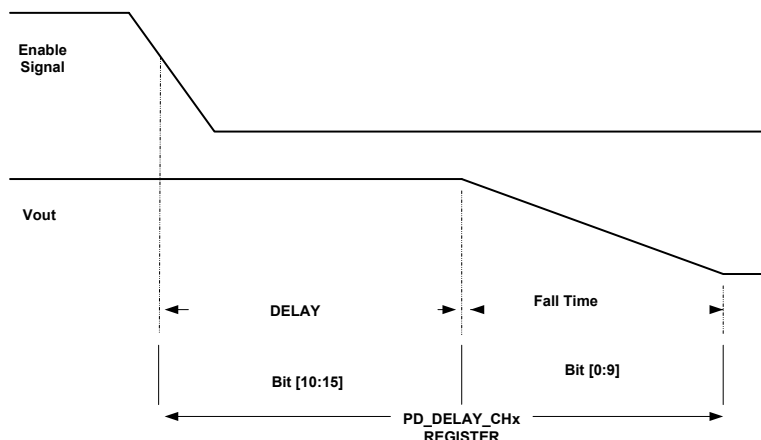 Enable
Signal
Vout
DELAY
Fall Time
Bit [10:15]
Bit [0:9]
PD_DELAY_CHx
REGISTER